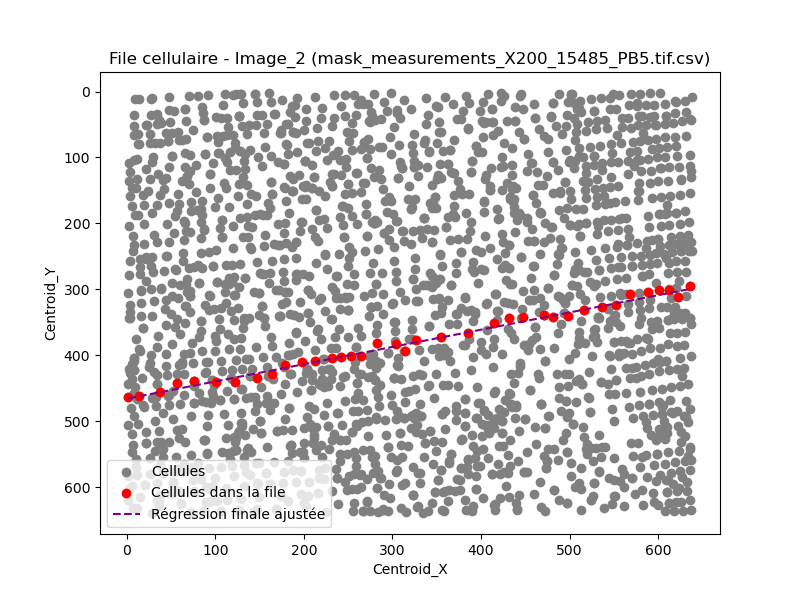 File cellulaire - Image_2 (mask_measurements_X200_15485_PB5.tif.csv)
0
100
200
300
400
500
600
Centroid_Y
Cellules
Cellules dans la file
Régression finale ajustée
0 100 200 300 400 500 600
Centroid_X